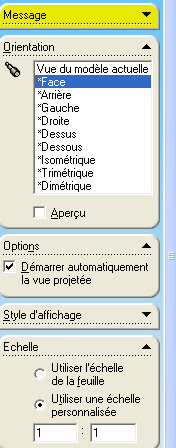 Message
Orientation
Vue du modèle actuelle
*Face
*Arrière
*Gauche
*Droite
*Dessus
*Dessous
*Isométrique
*Trimétrique
*Dimétrique
Aperçu
Options
Démarrer automatiquement
la vue projetée
Style d'affichage
Echelle
Utiliser l'échelle
de la feuille
Utiliser une échelle
personnalisée
1 : 1